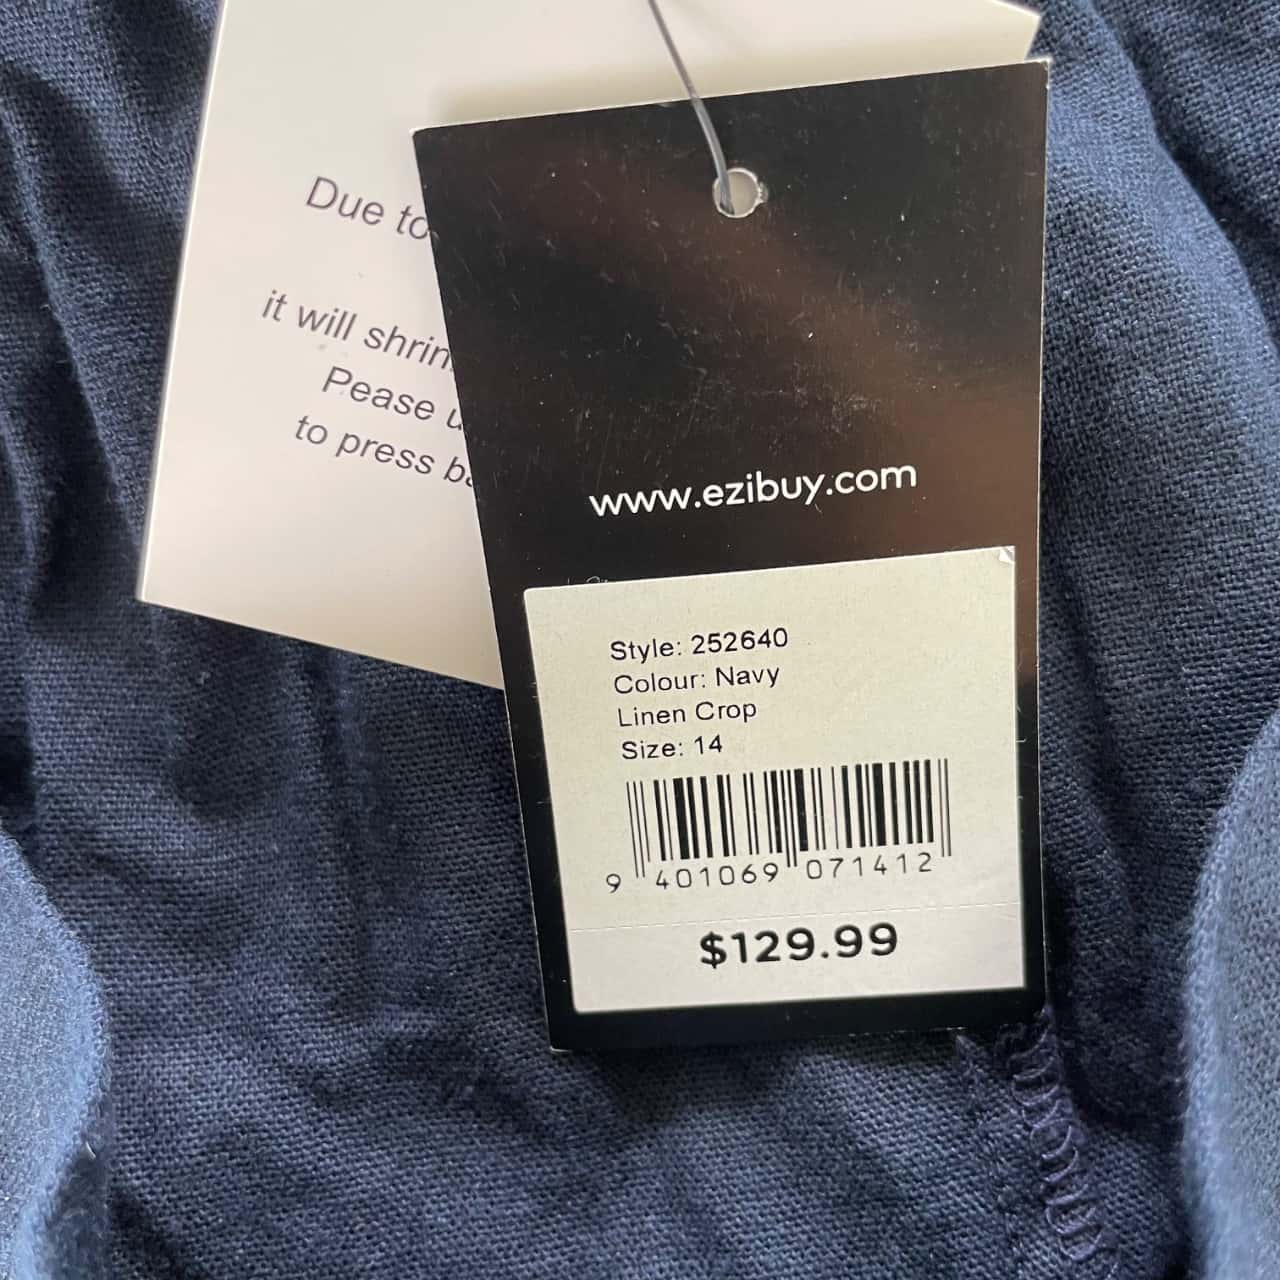 Due to
it will shrin
Pease u
to press ba
www.ezibuy.com
Style: 252640
Colour: Navy
Linen Crop
Size: 14
9 401069 071412
$129.99